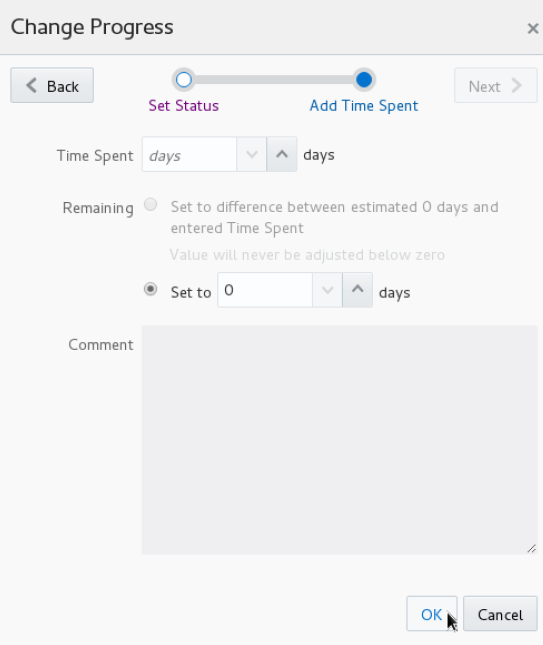 Change Progress ×
Back Next
Set Status Add Time Spent
Time Spent days days
Remaining Set to difference between estimated 0 days and
entered Time Spent
Value will never be adjusted below zero
Set to 0 days
Comment
OK Cancel